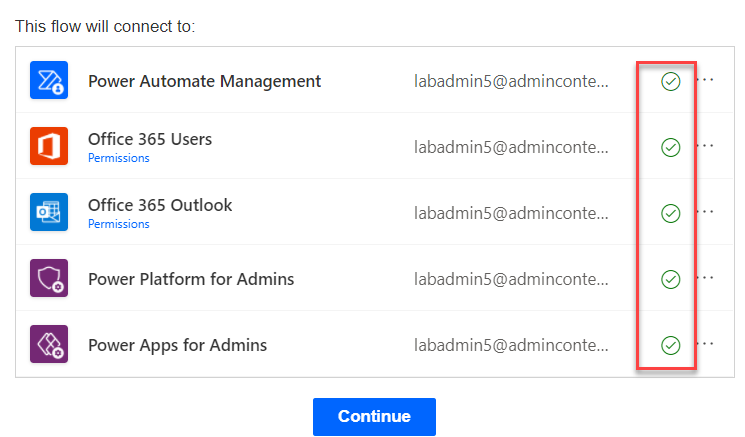 This flow will connect to:
Power Automate Management labadmin5@adminconte...
Office 365 Users labadmin5@adminconte...
Permissions
Office 365 Outlook labadmin5@adminconte...
Permissions
Power Platform for Admins labadmin5@adminconte...
Power Apps for Admins labadmin5@adminconte...
Continue